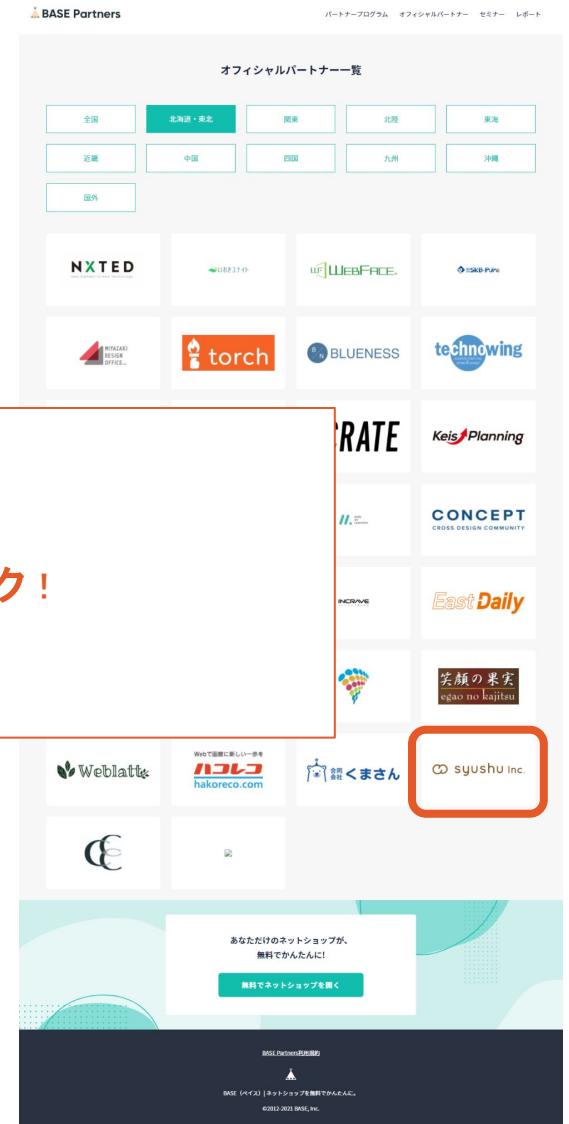 BASE Partners
パートナープログラム オフィシャルパートナー セミナー レポート
オフィシャルパートナー一覧
全国 北海道・東北 関東 北陸 東海
近畿 中国 四国 九州 沖縄
国外
NXTED
WF WEBFACE.
SKB-Pure
MIYAZAKI
DESIGN
OFFICE
torch
BN BLUENESS
technowing
RATE
Keis Planning
CONCEPT
CROSS DESIGN COMMUNITY
ク！
INCRAVE
East Daily
笑顔の果実
egao no kajitsu
Weblatt
Webで函館に新しい一歩を
ハコレコ
hakoreco.com
合同会社 くまさん
syushu Inc.
あなただけのネットショップが、
無料でかんたんに!
無料でネットショップを開く
BASE Partners利用規約
BASE（ベイス）| ネットショップを無料でかんたんに。
©2012-2021 BASE, Inc.